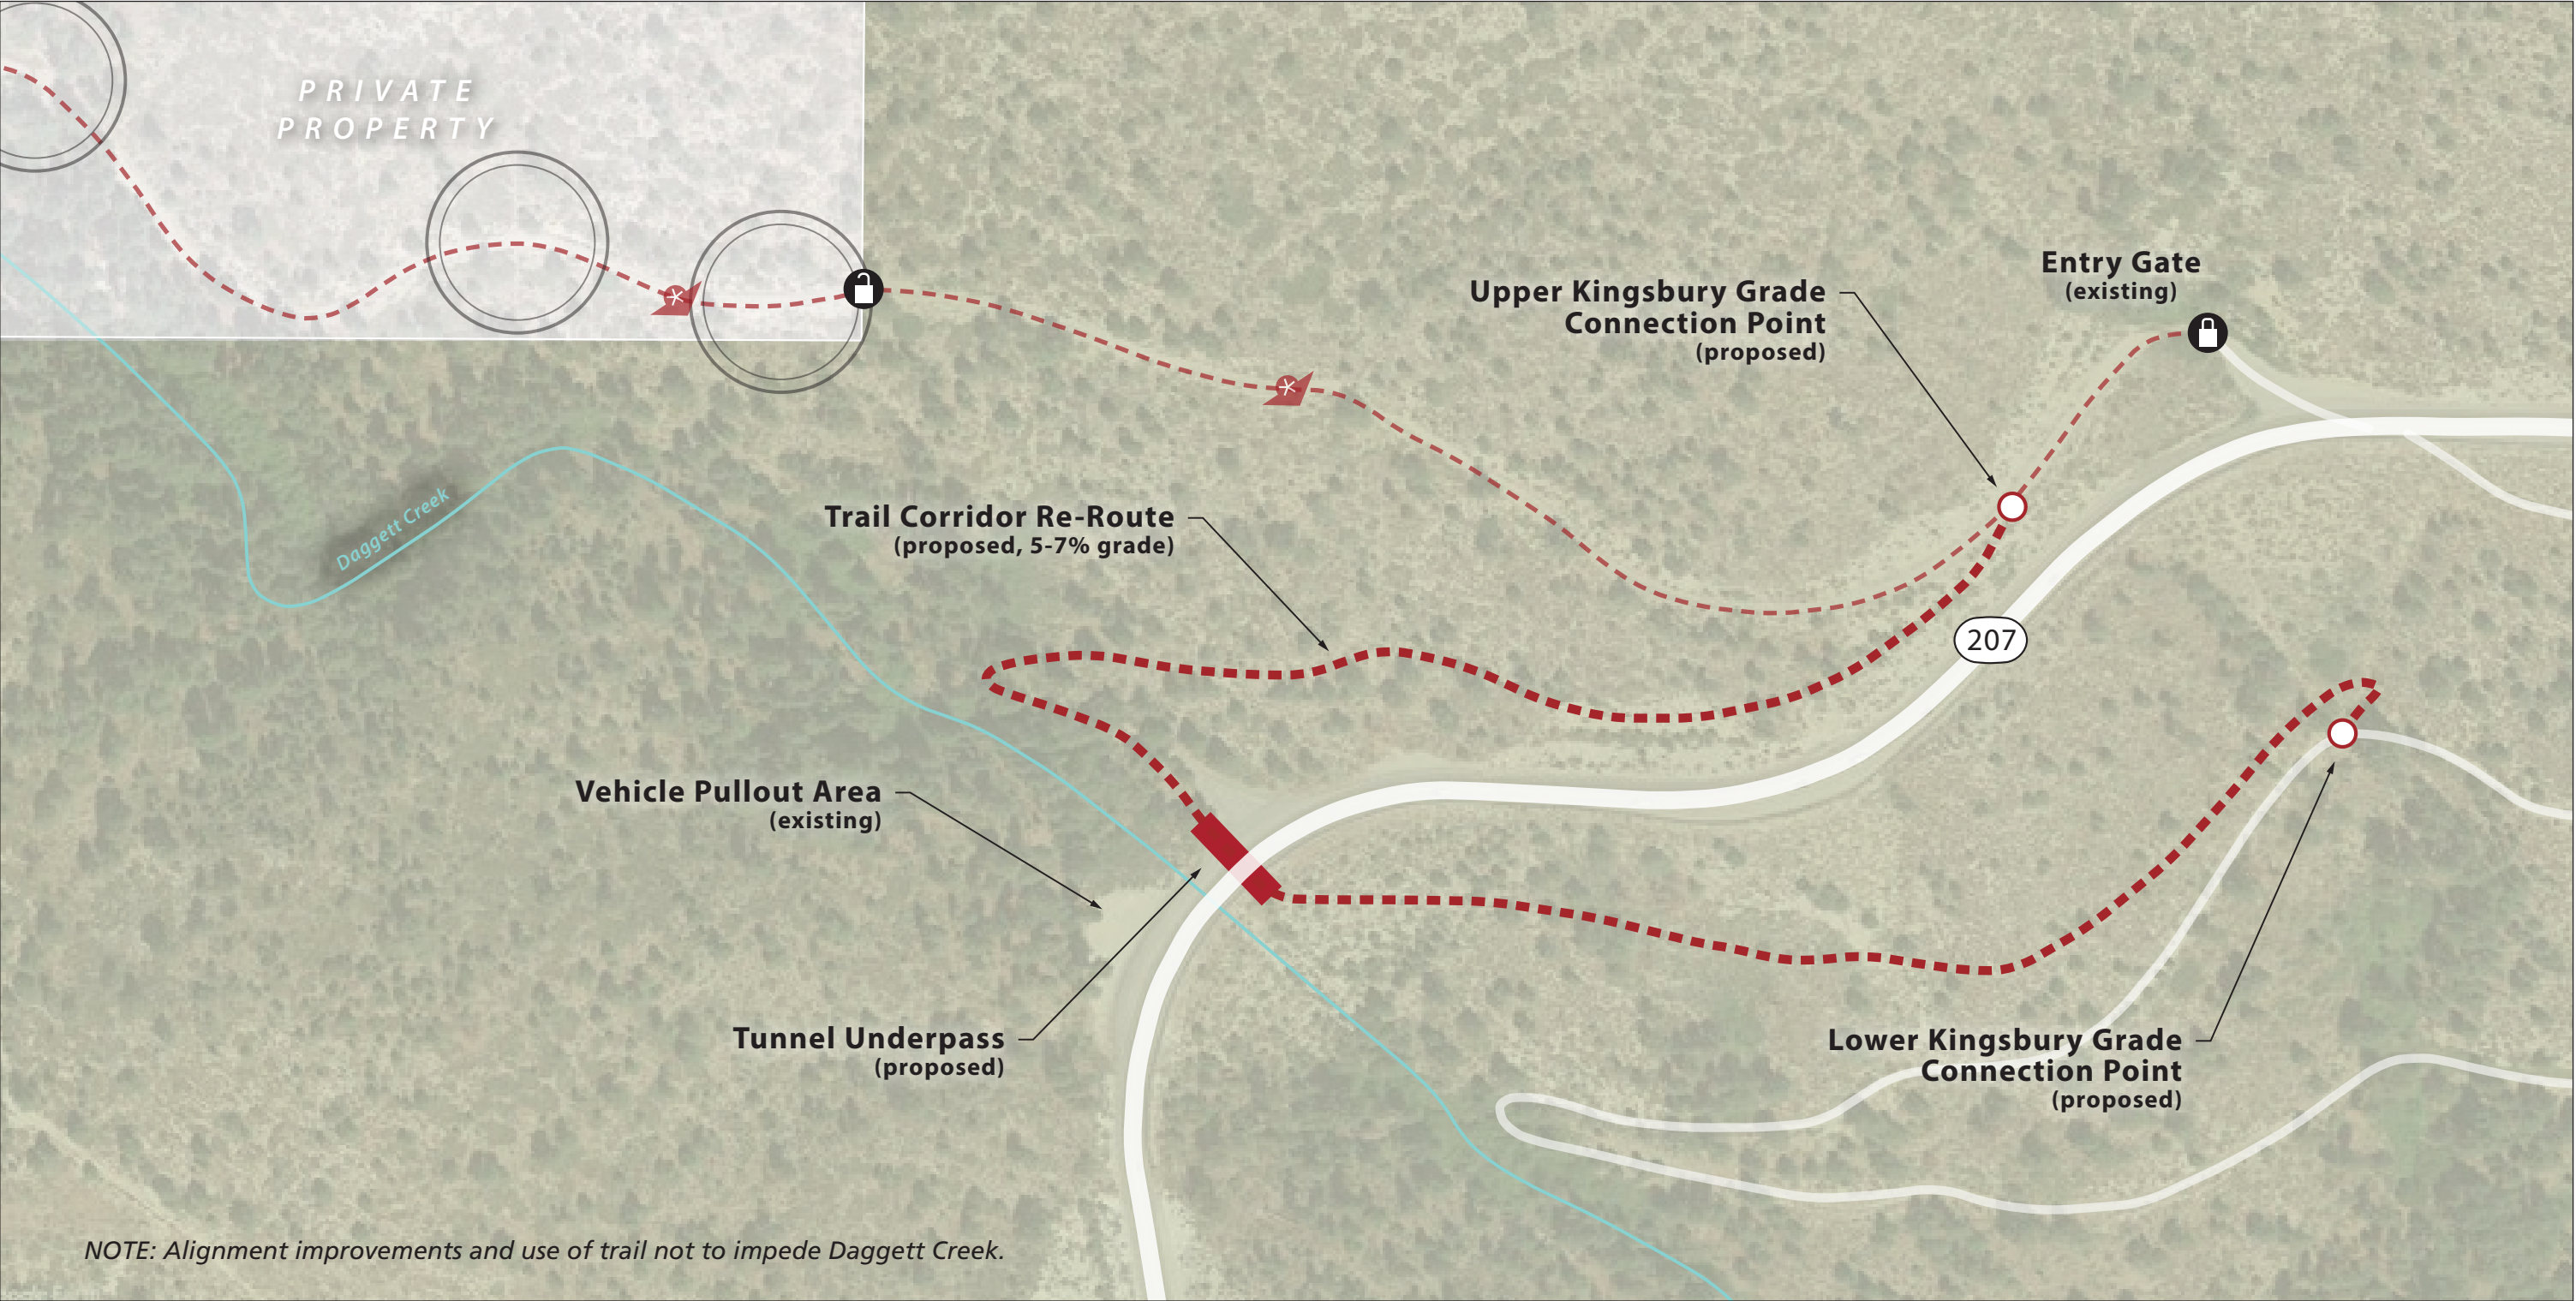 PRIVATE
PROPERTY
Entry Gate
(existing)
Upper Kingsbury Grade
Connection Point
(proposed)
Trail Corridor Re-Route
(proposed, 5-7% grade)
Daggett Creek
207
Vehicle Pullout Area
(existing)
Tunnel Underpass
(proposed)
Lower Kingsbury Grade
Connection Point
(proposed)
NOTE: Alignment improvements and use of trail not to impede Daggett Creek.